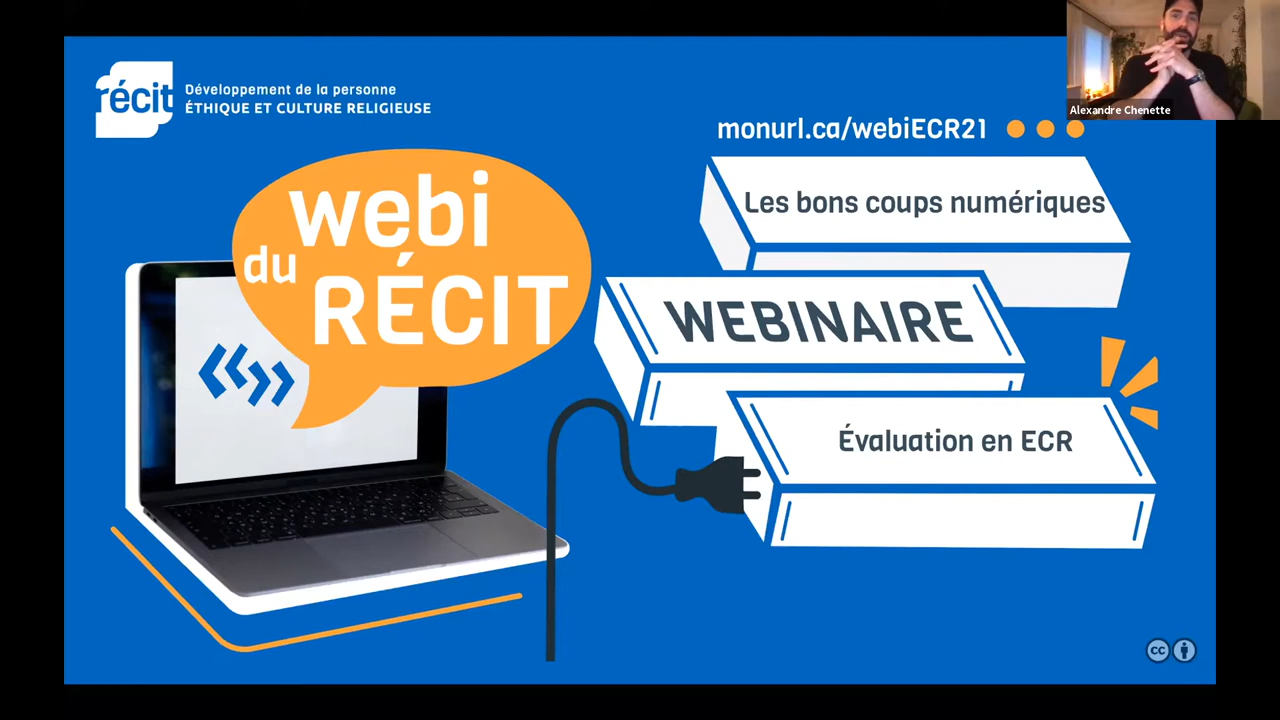 récit
Développement de la personne
ÉTHIQUE ET CULTURE RELIGIEUSE
Alexandre Chenette
monurl.ca/webiECR21
webi
du
RÉCIT
Les bons coups numériques
WEBINAIRE
Évaluation en ECR
cc